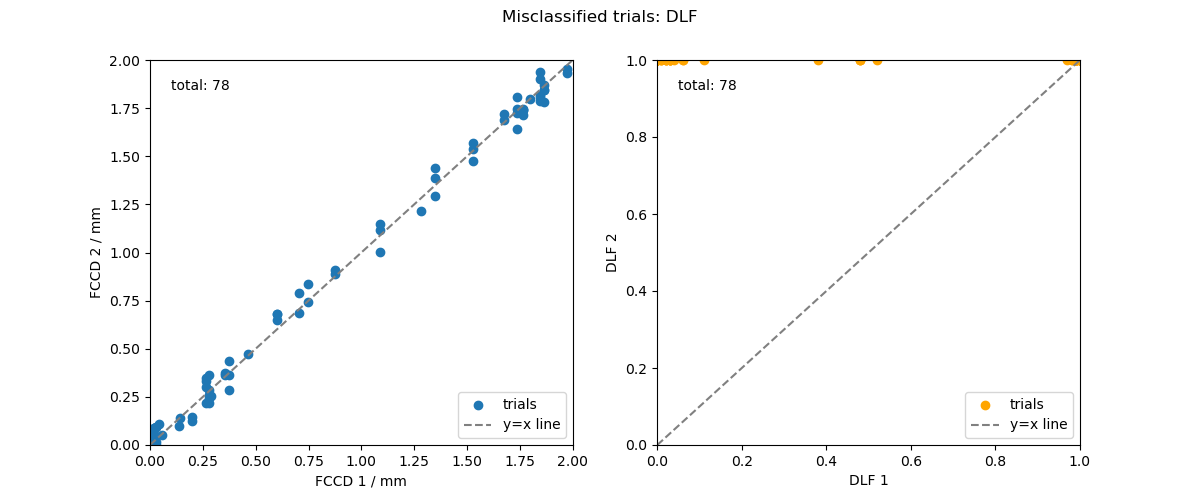 Misclassified trials: DLF
total: 78
2.00
1.75
1.50
1.25
1.00
0.75
0.50
0.25
0.00
FCCD 2 / mm
trials
y=x line
0.00 0.25 0.50 0.75 1.00 1.25 1.50 1.75 2.00
FCCD 1 / mm
total: 78
1.0
0.8
0.6
0.4
0.2
0.0
DLF 2
trials
y=x line
0.0 0.2 0.4 0.6 0.8 1.0
DLF 1